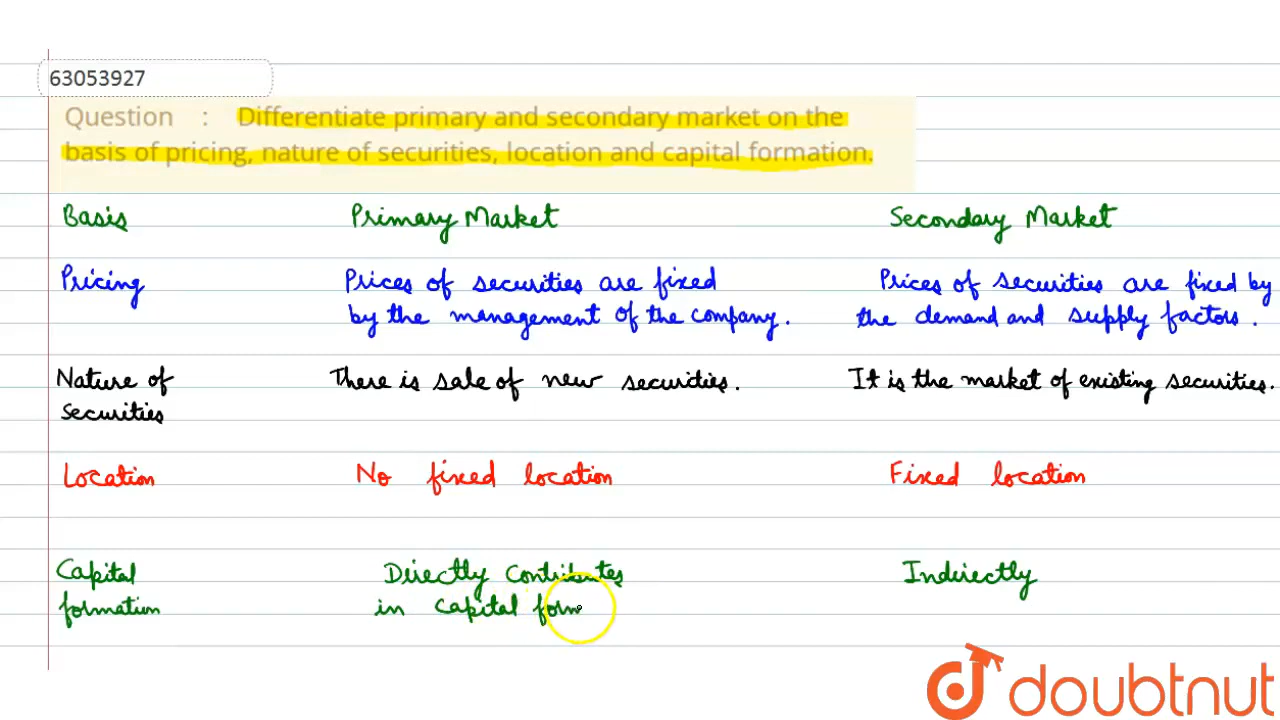 63053927
Question : Differentiate primary and secondary market on the
basis of pricing, nature of securities, location and capital formation.
Basis Primary Market Secondary Market
Pricing Prices of securities are fixed Prices of securities are fixed by
by the management of the company. the demand and supply factors.
Nature of There is sale of new securities. It is the market of existing securities.
securities
Location No fixed location Fixed location
Capital Directly Contributes Indirectly
formation in capital form
doubtnut